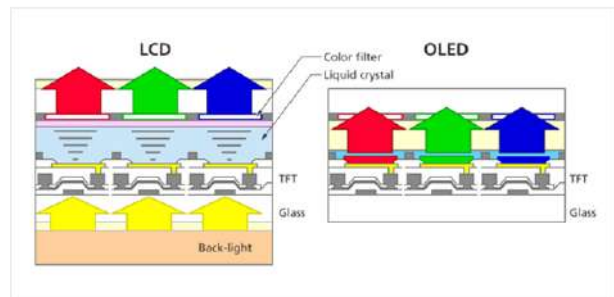 LCD
OLED
Color filter
Liquid crystal
TFT
Glass
Back-light
TFT
Glass